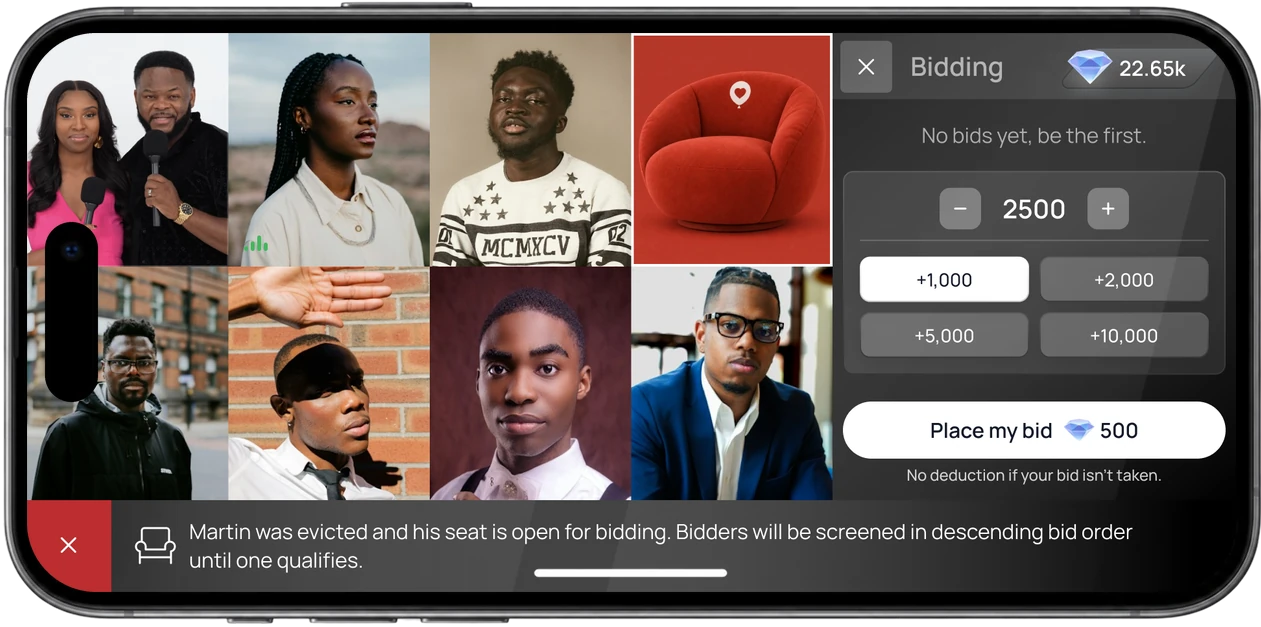 Bidding
22.65k
No bids yet, be the first.
− 2500 +
+1,000
+2,000
+5,000
+10,000
Place my bid 500
No deduction if your bid isn't taken.
MCMXCV
02
Martin was evicted and his seat is open for bidding. Bidders will be screened in descending bid order
until one qualifies.